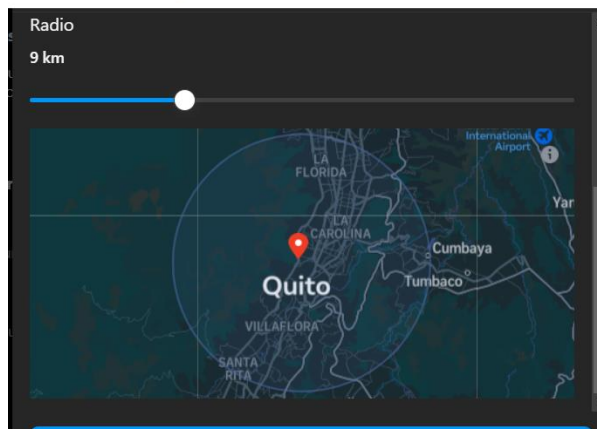 Radio
9 km
International
Airport
LA
FLORIDA
Yar
LA
CAROLINA
Cumbaya
Quito
Tumbaco
VILLAFLORA
SANTA
RITA